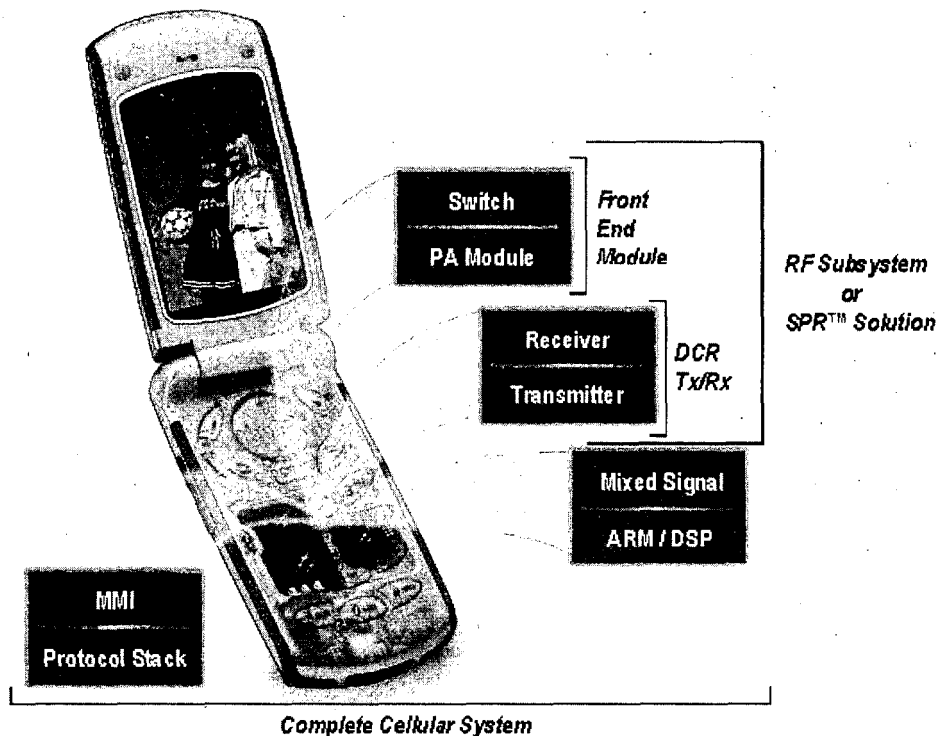 Switch
PA Module
Front
End
Module
RF Subsystem
or
SPR™ Solution
Receiver
Transmitter
DCR
Tx/Rx
Mixed Signal
ARM / DSP
MMI
Protocol Stack
Complete Cellular System